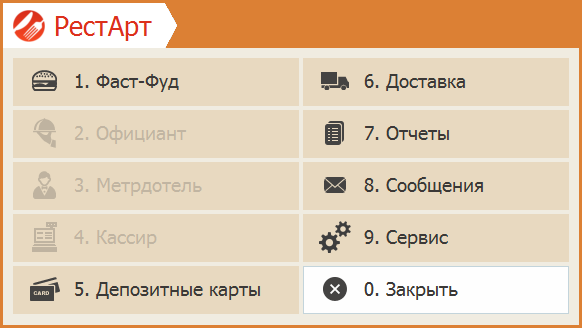 РестАрт
1. Фаст-Фуд
2. Официант
3. Метрдотель
4. Кассир
CARD
5. Депозитные карты
6. Доставка
7. Отчеты
8. Сообщения
9. Сервис
0. Закрыть